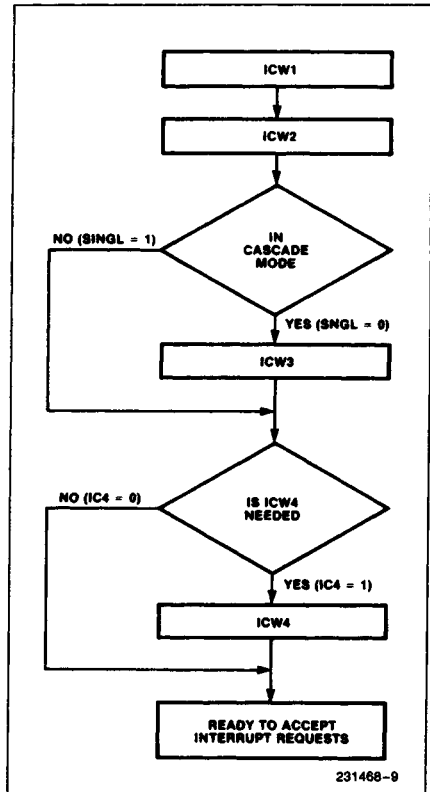 ICW1
ICW2
IN
CASCADE
MODE
NO (SINGL = 1)
YES (SNGL = 0)
ICW3
IS ICW4
NEEDED
NO (IC4 = 0)
YES (IC4 = 1)
ICW4
READY TO ACCEPT
INTERRUPT REQUESTS
231468-9